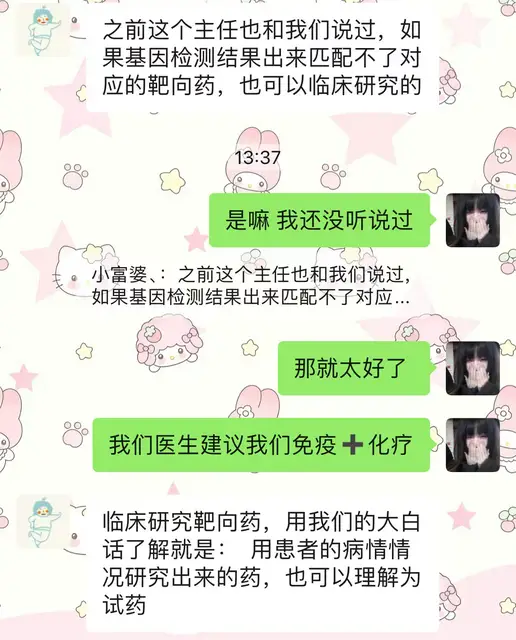 之前这个主任也和我们说过，如
果基因检测结果出来匹配不了对
应的靶向药，也可以临床研究的
13:37
是嘛 我还没听说过
小富婆、：之前这个主任也和我们说过，
如果基因检测结果出来匹配不了对应...
那就太好了
我们医生建议我们免疫➕化疗
临床研究靶向药，用我们的大白
话了解就是： 用患者的病情情
况研究出来的药，也可以理解为
试药